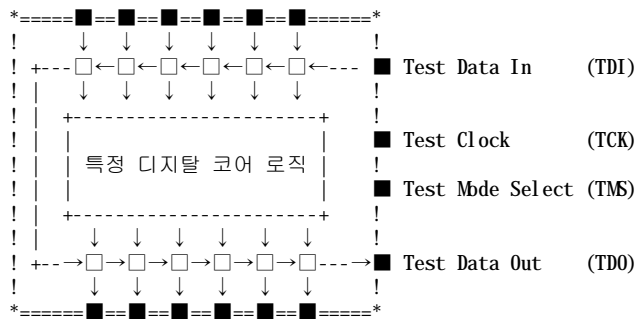 Test Data In (TDI)
Test Clock (TCK)
특정 디지탈 코어 로직
Test Mode Select (TMS)
Test Data Out (TDO)